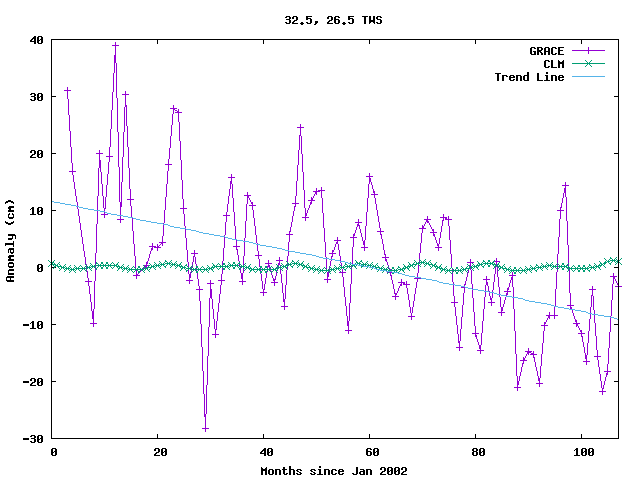 32.5, 26.5 TWS
GRACE
CLM
Trend Line
40
30
20
10
0
-10
-20
-30
Anomaly (cm)
0 20 40 60 80 100
Months since Jan 2002